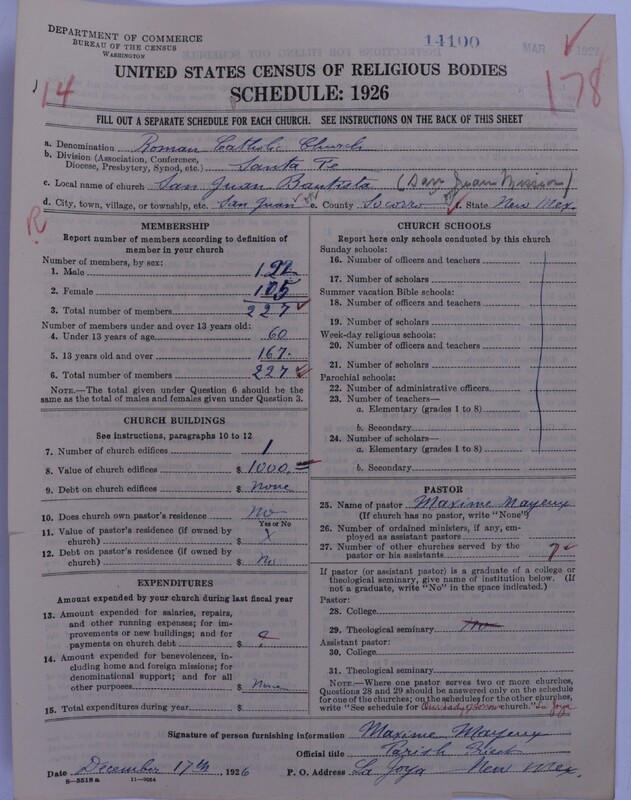 DEPARTMENT OF COMMERCE
BUREAU OF THE CENSUS
WASHINGTON
14100
MAR 1927
14
178
UNITED STATES CENSUS OF RELIGIOUS BODIES
SCHEDULE: 1926
FILL OUT A SEPARATE SCHEDULE FOR EACH CHURCH. SEE INSTRUCTIONS ON THE BACK OF THIS SHEET
a. Denomination Roman Catholic Church
b. Division (Association, Conference, Diocese, Presbytery, Synod, etc.) Santa Fe
c. Local name of church San Juan Bautista (San Juan Mission)
d. City, town, village, or township, etc. San Juan e. County Socorro f. State New Mex.
R
MEMBERSHIP
Report number of members according to definition of
member in your church
Number of members, by sex:
1. Male 122
2. Female 105
3. Total number of members 227
Number of members under and over 13 years old:
4. Under 13 years of age 60
5. 13 years old and over 167.
6. Total number of members 227
NOTE.—The total given under Question 6 should be
same as the total of males and females given under Question 3.
CHURCH BUILDINGS
See instructions, paragraphs 10 to 12
7. Number of church edifices 1
8. Value of church edifices $ 1000,
9. Debt on church edifices $ None
10. Does church own pastor's residence No
Yes or No
11. Value of pastor's residence (if owned by
church) $ X
12. Debt on pastor's residence (if owned by
church) $ No
EXPENDITURES
Amount expended by your church during last fiscal year
13. Amount expended for salaries, repairs,
and other running expenses; for im-
provements or new buildings; and for
payments on church debt $ ?
14. Amount expended for benevolences, in-
cluding home and foreign missions; for
denominational support; and for all
other purposes $ None
15. Total expenditures during year $
CHURCH SCHOOLS
Report here only schools conducted by this church
Sunday schools:
16. Number of officers and teachers
17. Number of scholars
Summer vacation Bible schools:
18. Number of officers and teachers
19. Number of scholars
Week-day religious schools:
20. Number of officers and teachers
21. Number of scholars
Parochial schools:
22. Number of administrative officers
23. Number of teachers—
a. Elementary (grades 1 to 8)
b. Secondary
24. Number of scholars—
a. Elementary (grades 1 to 8)
b. Secondary
PASTOR
25. Name of pastor Maxime Mayeux
(If church has no pastor, write "None")
26. Number of ordained ministers, if any, em-
ployed as assistant pastors
27. Number of other churches served by the
pastor or his assistants 7
If pastor (or assistant pastor) is a graduate of a college or
theological seminary, give name of institution below. (If
not a graduate, write "No" in the space indicated.)
Pastor:
28. College
29. Theological seminary No
Assistant pastor:
30. College
31. Theological seminary
NOTE.—Where one pastor serves two or more churches,
Questions 28 and 29 should be answered only on the schedule
for one of the churches; on the schedules for the other churches,
write "See schedule for Our Lady of church." La Joya
Signature of person furnishing information Maxime Mayeux
Official title Parish Priest
Date December 17th 1926 P. O. Address La Joya New Mex.
8—5518a 11—9064